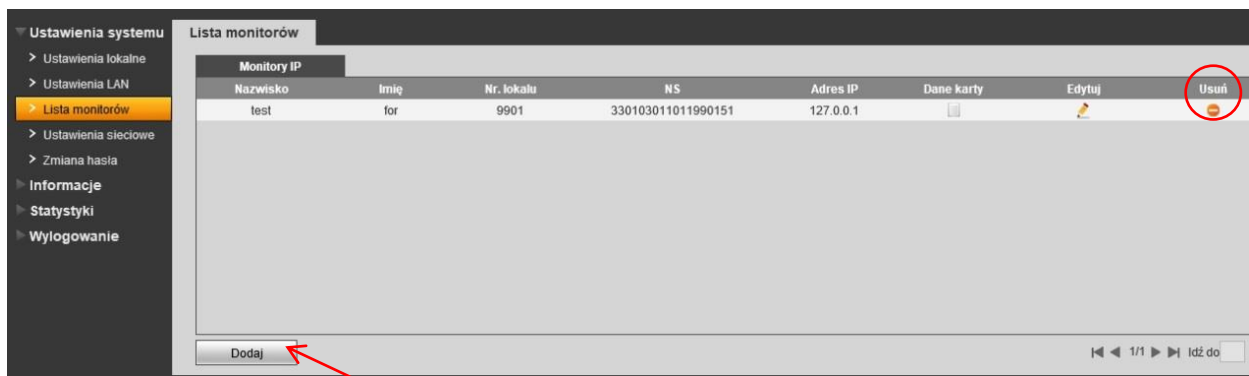 Ustawienia systemu
Ustawienia lokalne
Ustawienia LAN
Lista monitorów
Ustawienia sieciowe
Zmiana hasła
Informacje
Statystyki
Wylogowanie
Lista monitorów
Monitory IP
Nazwisko Imię Nr. lokalu NS Adres IP Dane karty Edytuj Usuń
test for 9901 330103011011990151 127.0.0.1
Dodaj 1/1 Idź do